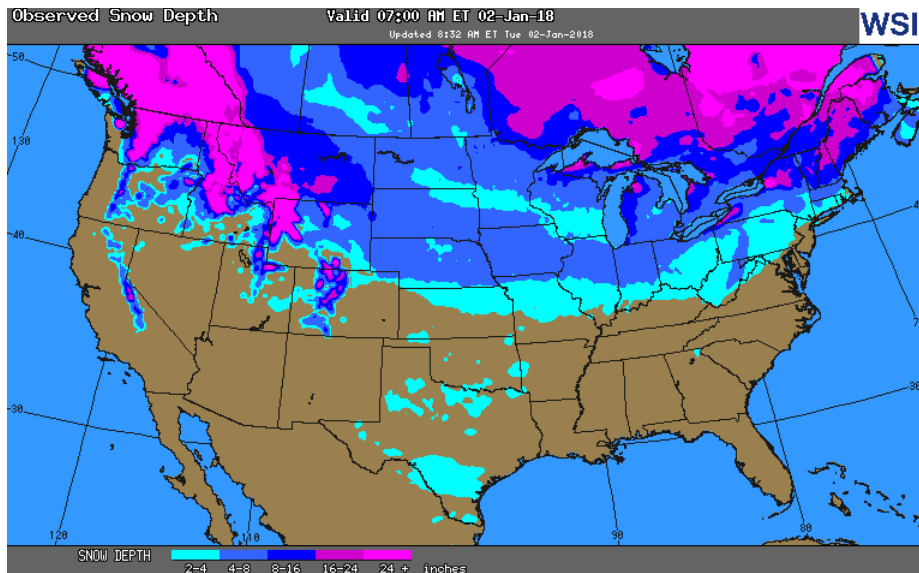 Observed Snow Depth Valid 07:00 AM ET 02-Jan-18
Updated 8:32 AM ET Tue 02-Jan-2018
WSI
-50
130
-40
-30
120
110
90
80
SNOW DEPTH
2-4 4-8 8-16 16-24 24 + inches